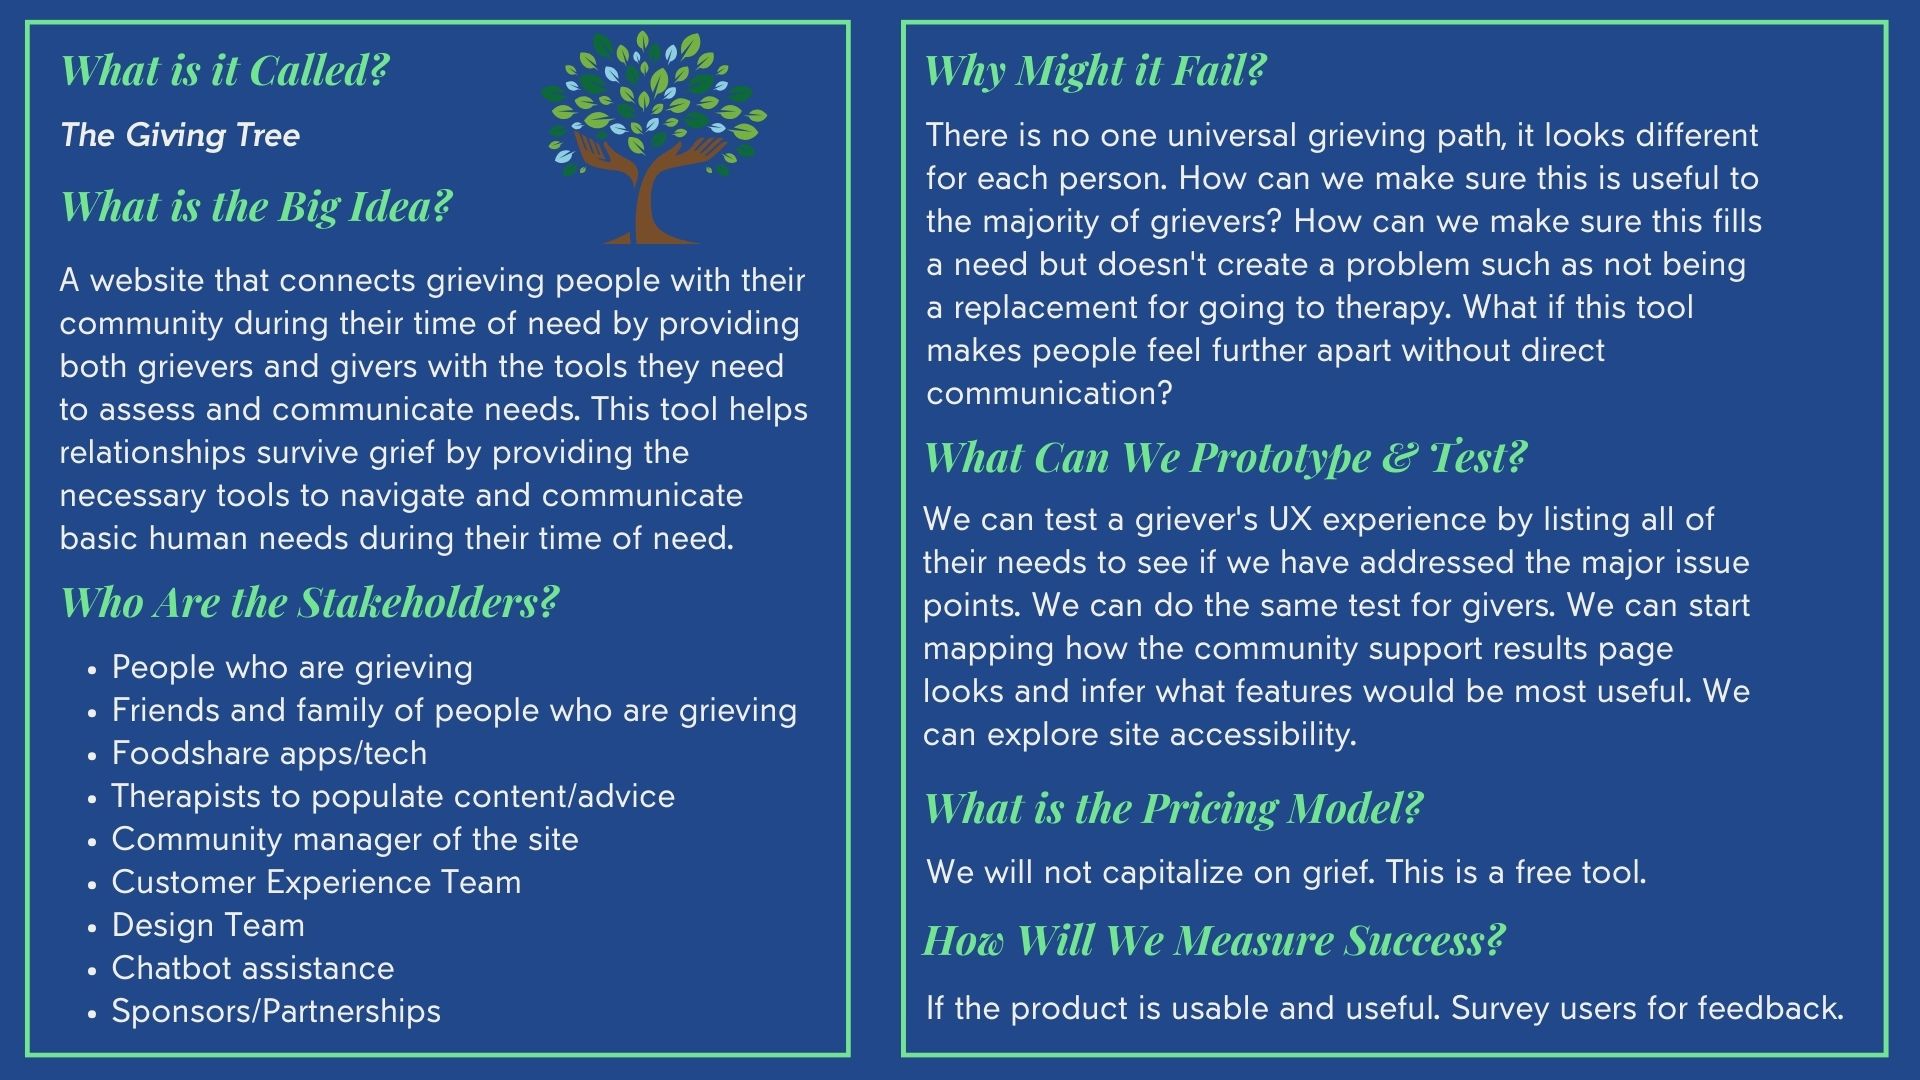 What is it Called?
The Giving Tree
What is the Big Idea?
A website that connects grieving people with their
community during their time of need by providing
both grievers and givers with the tools they need
to assess and communicate needs. This tool helps
relationships survive grief by providing the
necessary tools to navigate and communicate
basic human needs during their time of need.
Who Are the Stakeholders?
• People who are grieving
• Friends and family of people who are grieving
• Foodshare apps/tech
• Therapists to populate content/advice
• Community manager of the site
• Customer Experience Team
• Design Team
• Chatbot assistance
• Sponsors/Partnerships
Why Might it Fail?
There is no one universal grieving path, it looks different
for each person. How can we make sure this is useful to
the majority of grievers? How can we make sure this fills
a need but doesn't create a problem such as not being
a replacement for going to therapy. What if this tool
makes people feel further apart without direct
communication?
What Can We Prototype & Test?
We can test a griever's UX experience by listing all of
their needs to see if we have addressed the major issue
points. We can do the same test for givers. We can start
mapping how the community support results page
looks and infer what features would be most useful. We
can explore site accessibility.
What is the Pricing Model?
We will not capitalize on grief. This is a free tool.
How Will We Measure Success?
If the product is usable and useful. Survey users for feedback.